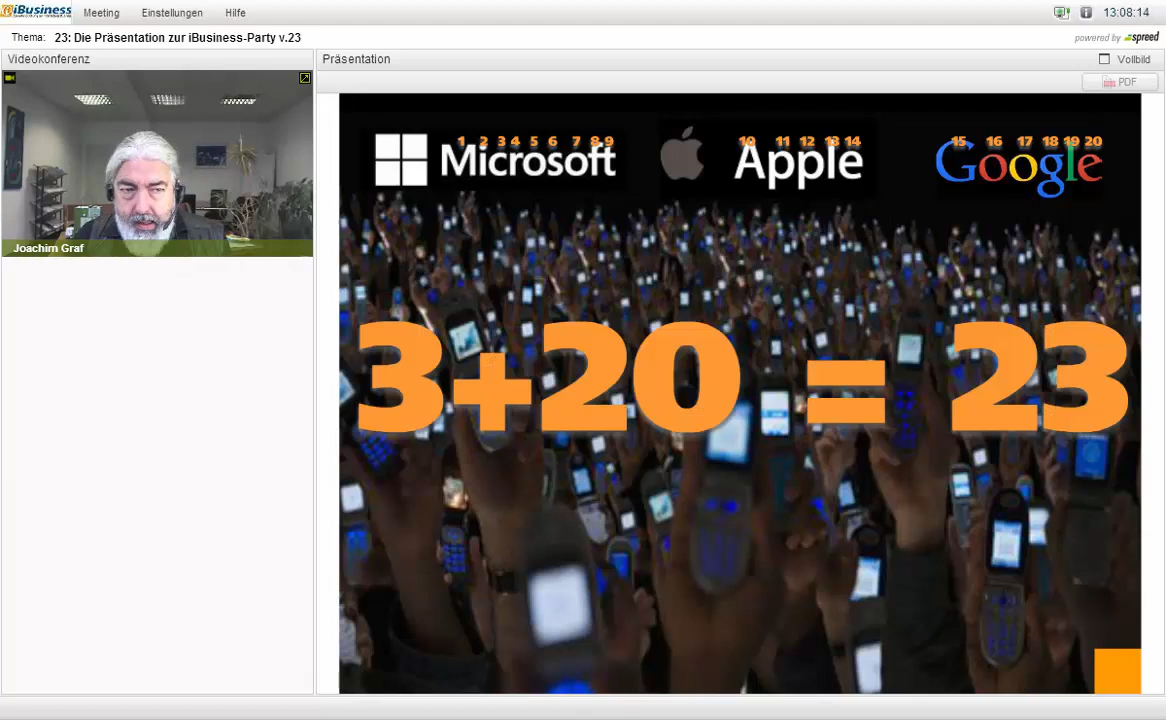 iBusiness Meeting Einstellungen Hilfe 13:08:14
Thema: 23: Die Präsentation zur iBusiness-Party v.23 powered by spreed
Videokonferenz Präsentation Vollbild
PDF
Joachim Graf
1 2 3 4 5 6 7 8 9 10 11 12 13 14 15 16 17 18 19 20
Microsoft Apple Google
3+20 = 23